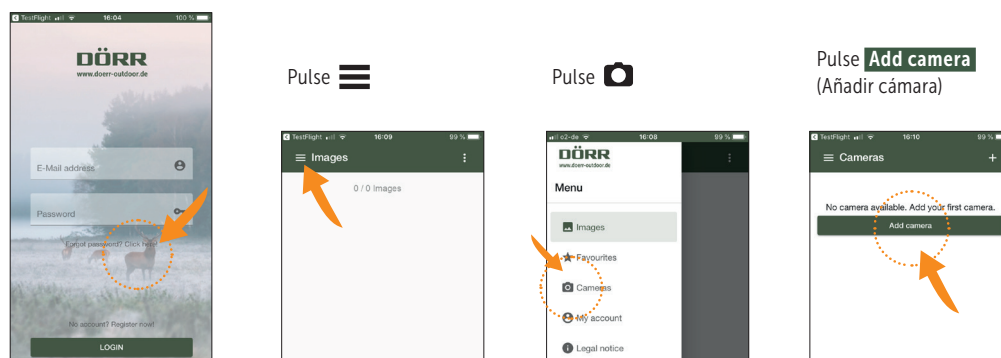 TestFlight 16:04 100 %
DÖRR
www.doerr-outdoor.de
E-Mail address
Password
Forgot password? Click here!
No account? Register now!
LOGIN
Pulse
TestFlight 16:09 99 %
Images
0 / 0 Images
Pulse
o2-de 16:08 99 %
DÖRR
www.doerr-outdoor.de
Menu
Images
Favourites
Cameras
My account
Legal notice
Pulse Add camera
(Añadir cámara)
TestFlight 16:10 99 %
Cameras
No camera available. Add your first camera.
Add camera